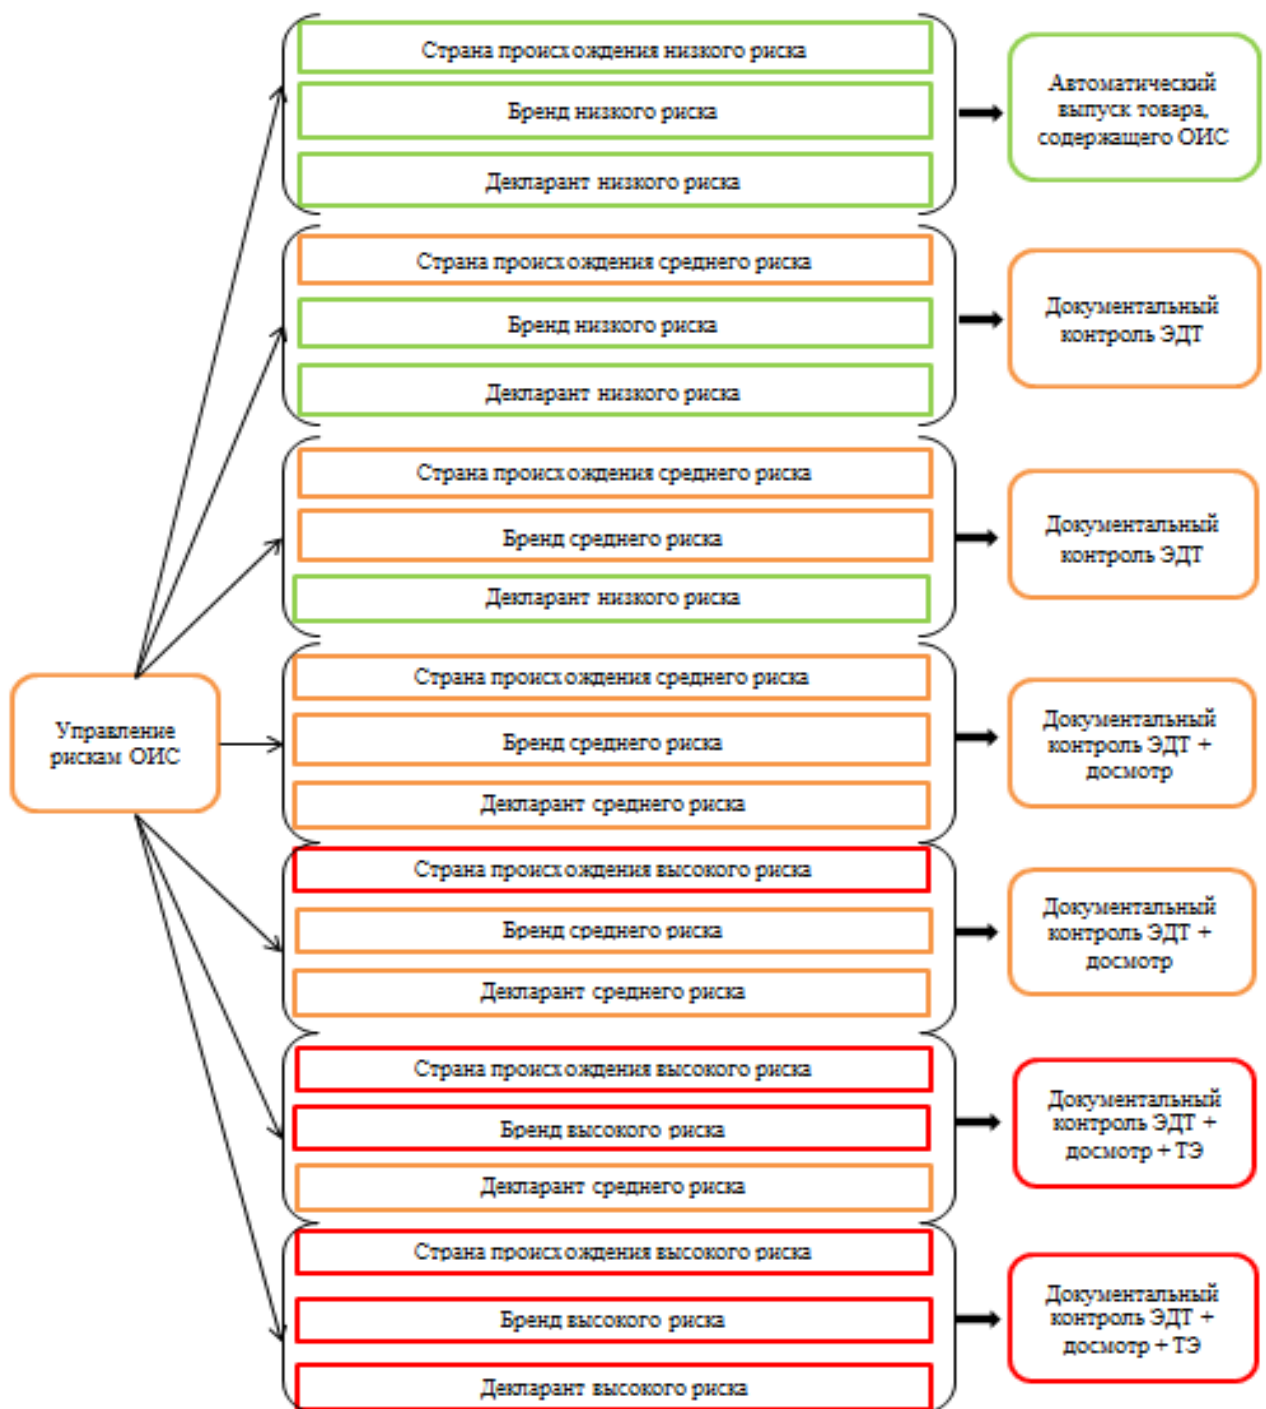 Страна происхождения низкого риска
Бренд низкого риска
Декларант низкого риска
Автоматический
выпуск товара,
содержащего ОИС
Страна происхождения среднего риска
Бренд низкого риска
Декларант низкого риска
Документальный
контроль ЭДТ
Страна происхождения среднего риска
Бренд среднего риска
Декларант низкого риска
Документальный
контроль ЭДТ
Управление
рискам ОИС
Страна происхождения среднего риска
Бренд среднего риска
Декларант среднего риска
Документальный
контроль ЭДТ +
досмотр
Страна происхождения высокого риска
Бренд среднего риска
Декларант среднего риска
Документальный
контроль ЭДТ +
досмотр
Страна происхождения высокого риска
Бренд высокого риска
Декларант среднего риска
Документальный
контроль ЭДТ +
досмотр + ТЭ
Страна происхождения высокого риска
Бренд высокого риска
Декларант высокого риска
Документальный
контроль ЭДТ +
досмотр + ТЭ